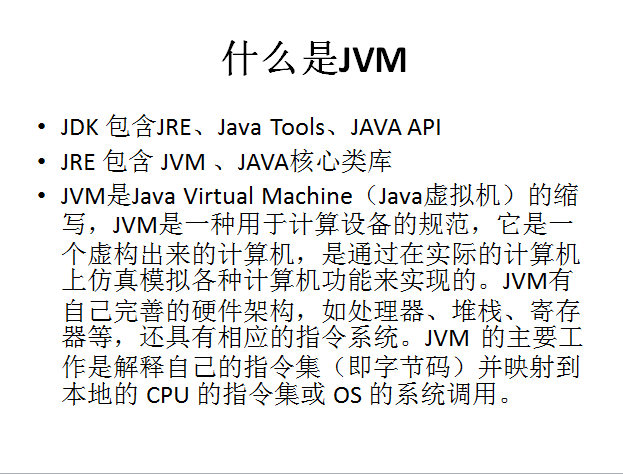 什么是JVM
• JDK 包含JRE、Java Tools、JAVA API
• JRE 包含 JVM 、JAVA核心类库
• JVM是Java Virtual Machine（Java虚拟机）的缩
写，JVM是一种用于计算设备的规范，它是一
个虚构出来的计算机，是通过在实际的计算机
上仿真模拟各种计算机功能来实现的。JVM有
自己完善的硬件架构，如处理器、堆栈、寄存
器等，还具有相应的指令系统。JVM 的主要工
作是解释自己的指令集（即字节码）并映射到
本地的 CPU 的指令集或 OS 的系统调用。